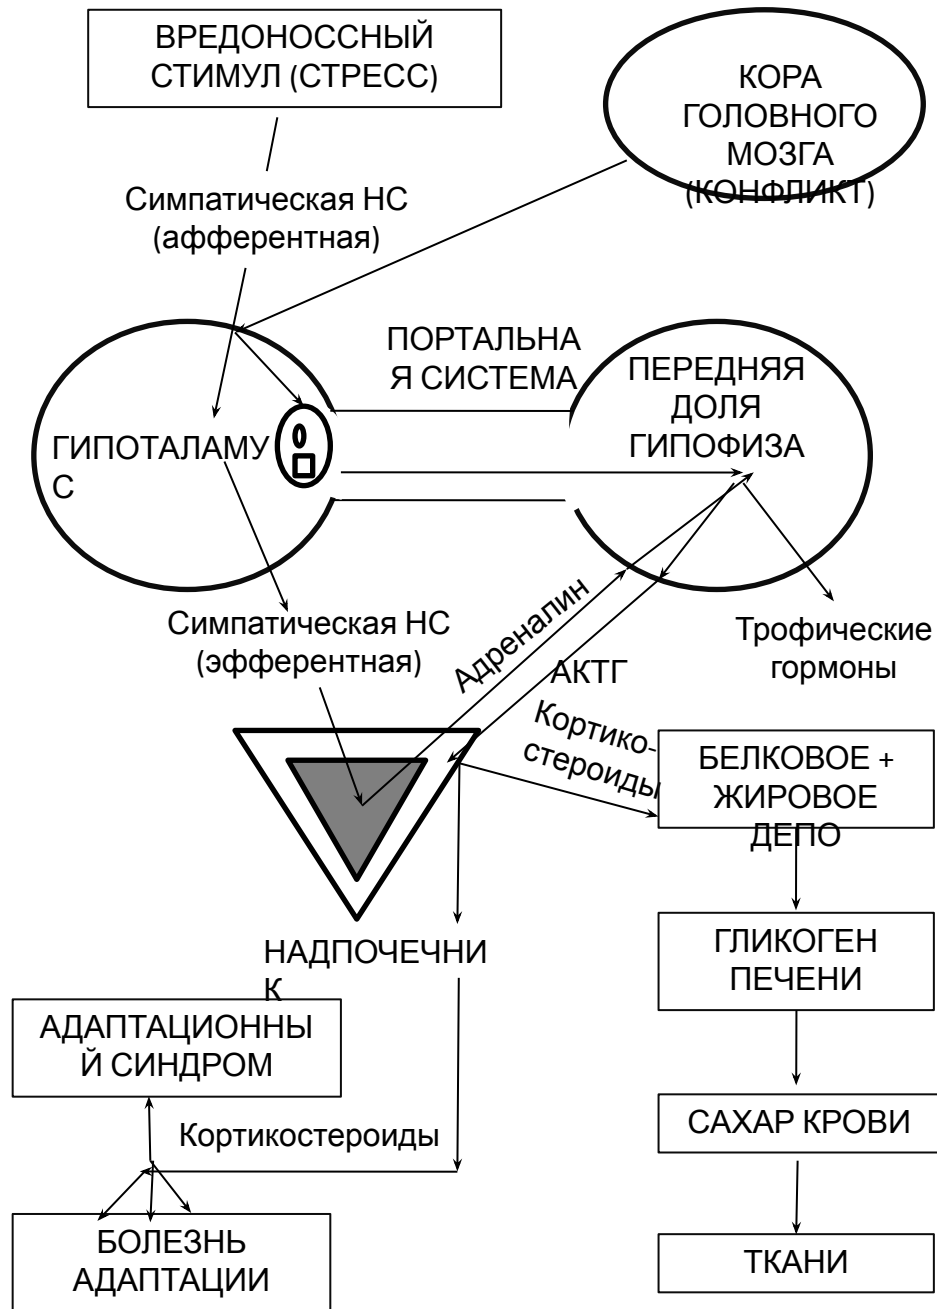 ВРЕДОНОССНЫЙ
СТИМУЛ (СТРЕСС)
КОРА
ГОЛОВНОГО
МОЗГА
(КОНФЛИКТ)
Симпатическая НС
(афферентная)
ПОРТАЛЬНА
Я СИСТЕМА
ПЕРЕДНЯЯ
ДОЛЯ
ГИПОФИЗА
ГИПОТАЛАМУ
С
Симпатическая НС
(эфферентная)
Адреналин
АКТГ
Трофические
гормоны
Кортико-
стероиды
БЕЛКОВОЕ +
ЖИРОВОЕ
ДЕПО
НАДПОЧЕЧНИ
К
ГЛИКОГЕН
ПЕЧЕНИ
АДАПТАЦИОННЫ
Й СИНДРОМ
Кортикостероиды
САХАР КРОВИ
БОЛЕЗНЬ
АДАПТАЦИИ
ТКАНИ